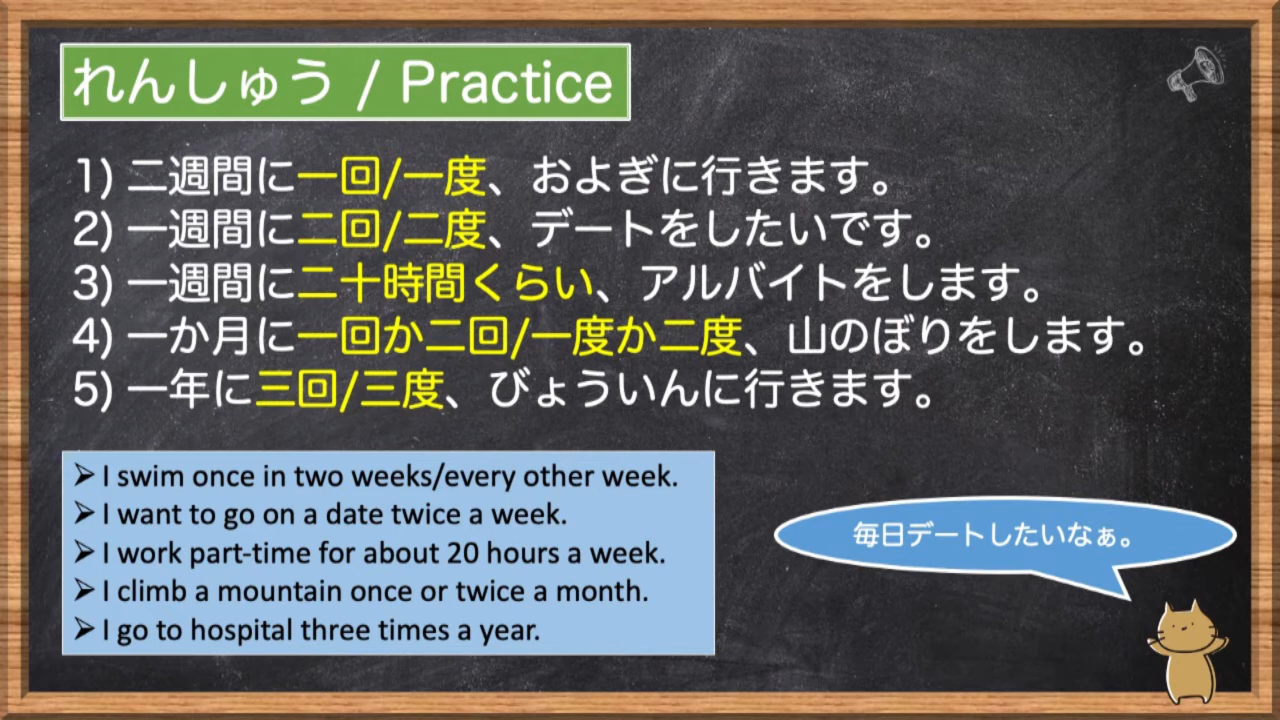 れんしゅう / Practice
1) 二週間に一回/一度、およぎに行きます。
2) 一週間に二回/二度、デートをしたいです。
3) 一週間に二十時間くらい、アルバイトをします。
4) 一か月に一回か二回/一度か二度、山のぼりをします。
5) 一年に三回/三度、びょういんに行きます。
➢ I swim once in two weeks/every other week.
➢ I want to go on a date twice a week.
➢ I work part-time for about 20 hours a week.
➢ I climb a mountain once or twice a month.
➢ I go to hospital three times a year.
毎日デートしたいなぁ。